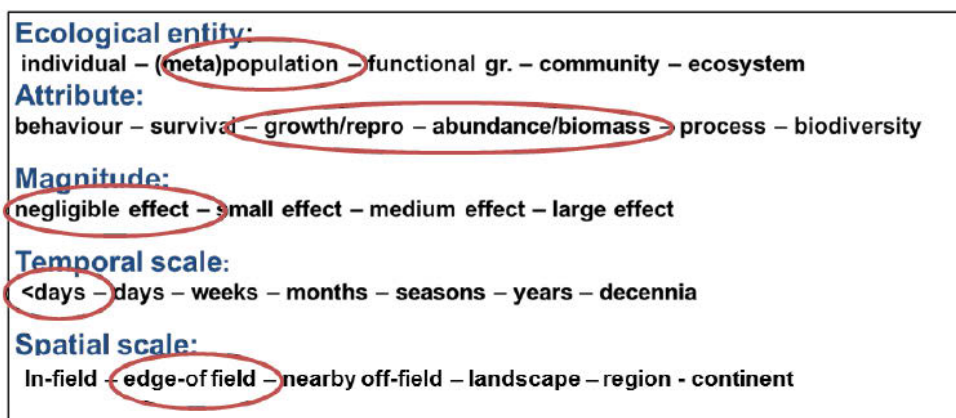 Ecological entity:
individual – (meta)population – functional gr. – community – ecosystem
Attribute:
behaviour – survival – growth/repro – abundance/biomass – process – biodiversity
Magnitude:
negligible effect – small effect – medium effect – large effect
Temporal scale:
<days – days – weeks – months – seasons – years – decennia
Spatial scale:
In-field – edge-of field – nearby off-field – landscape – region - continent